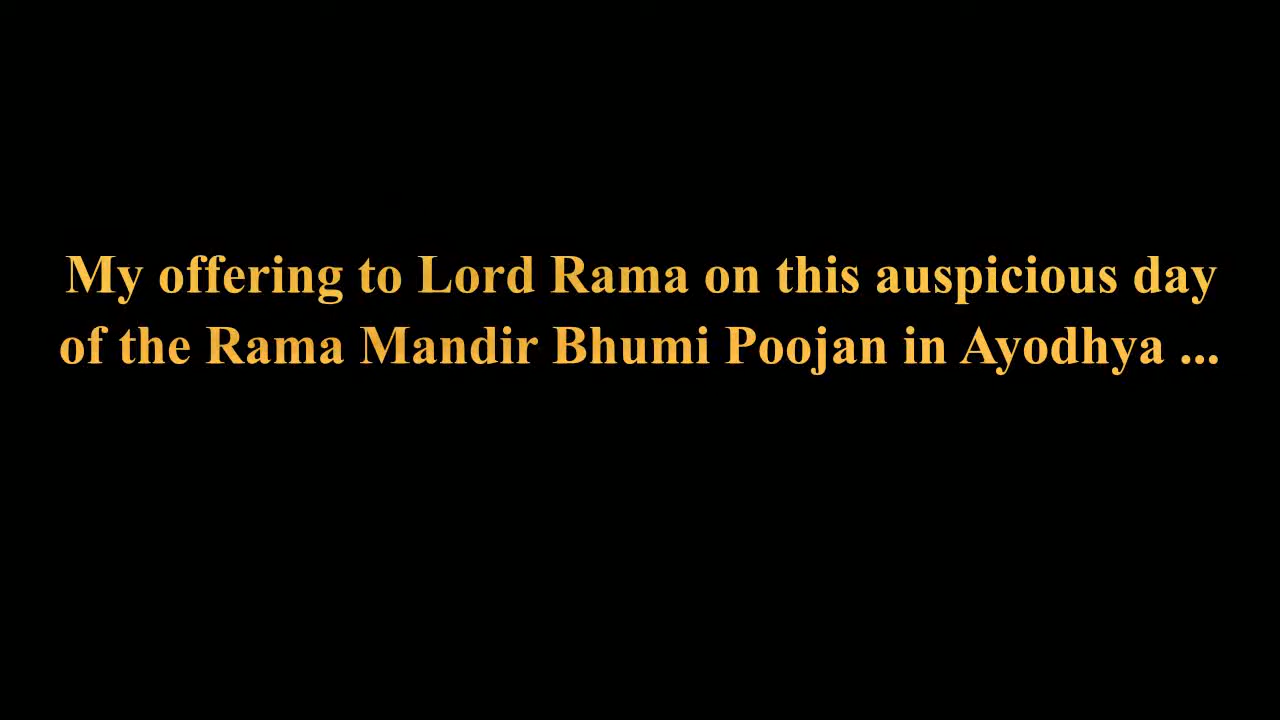 My offering to Lord Rama on this auspicious day
of the Rama Mandir Bhumi Poojan in Ayodhya ...